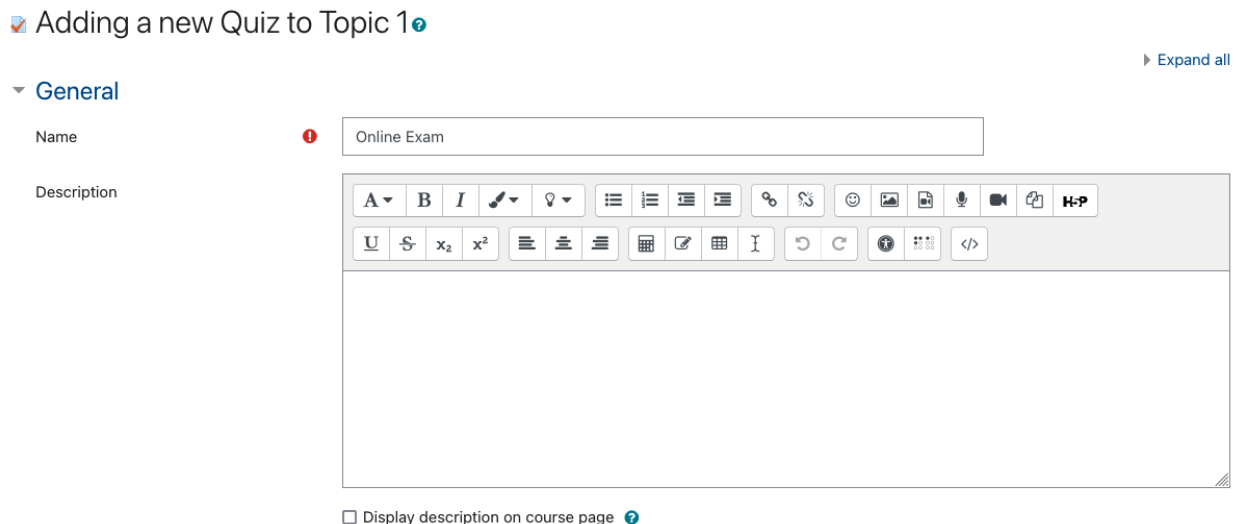 Adding a new Quiz to Topic 1
Expand all
General
Name
Online Exam
Description
A B I H5P
U S x₂ x²
Display description on course page